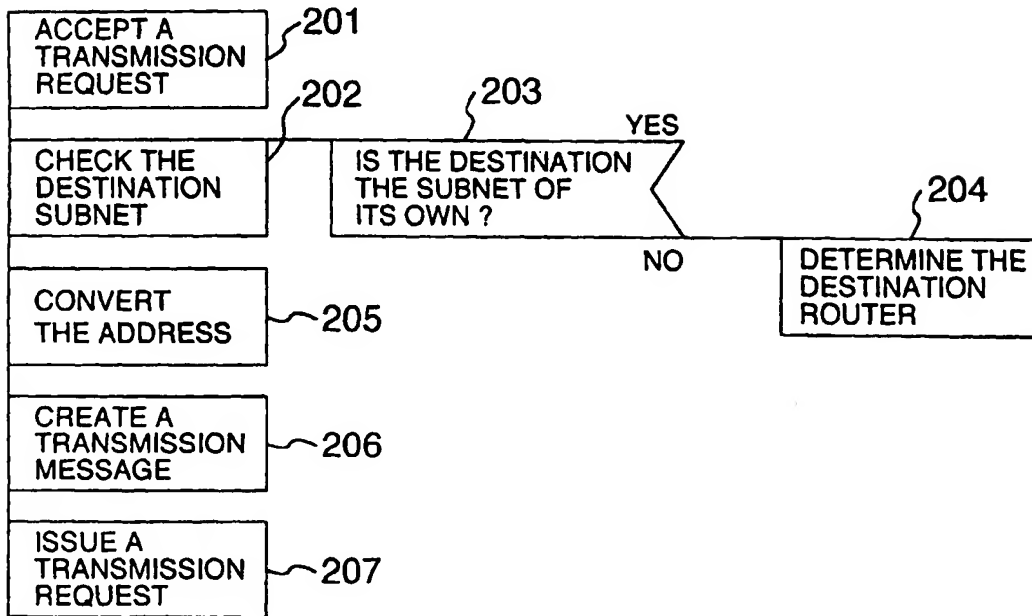 ACCEPT A
TRANSMISSION
REQUEST
201
202
CHECK THE
DESTINATION
SUBNET
203
YES
IS THE DESTINATION
THE SUBNET OF
ITS OWN ?
NO
204
DETERMINE THE
DESTINATION
ROUTER
CONVERT
THE ADDRESS
205
CREATE A
TRANSMISSION
MESSAGE
206
ISSUE A
TRANSMISSION
REQUEST
207